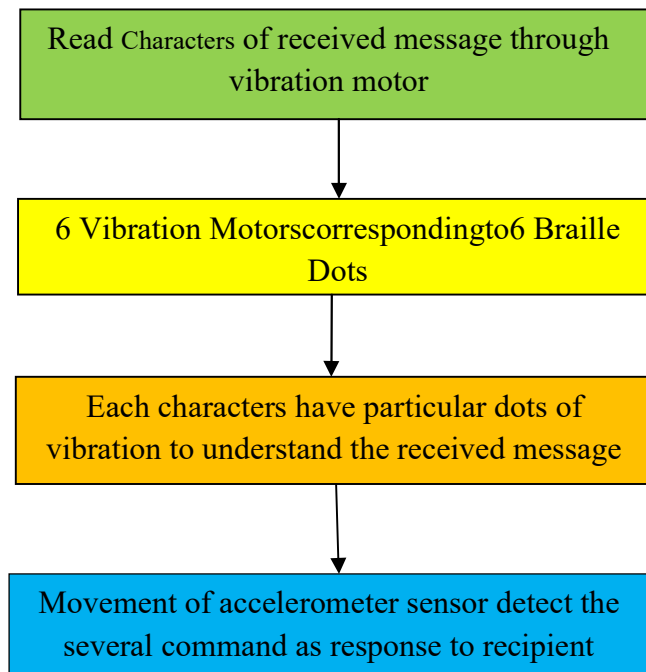 Read Characters of received message through
vibration motor
6 Vibration Motorscorrespondingto6 Braille
Dots
Each characters have particular dots of
vibration to understand the received message
Movement of accelerometer sensor detect the
several command as response to recipient